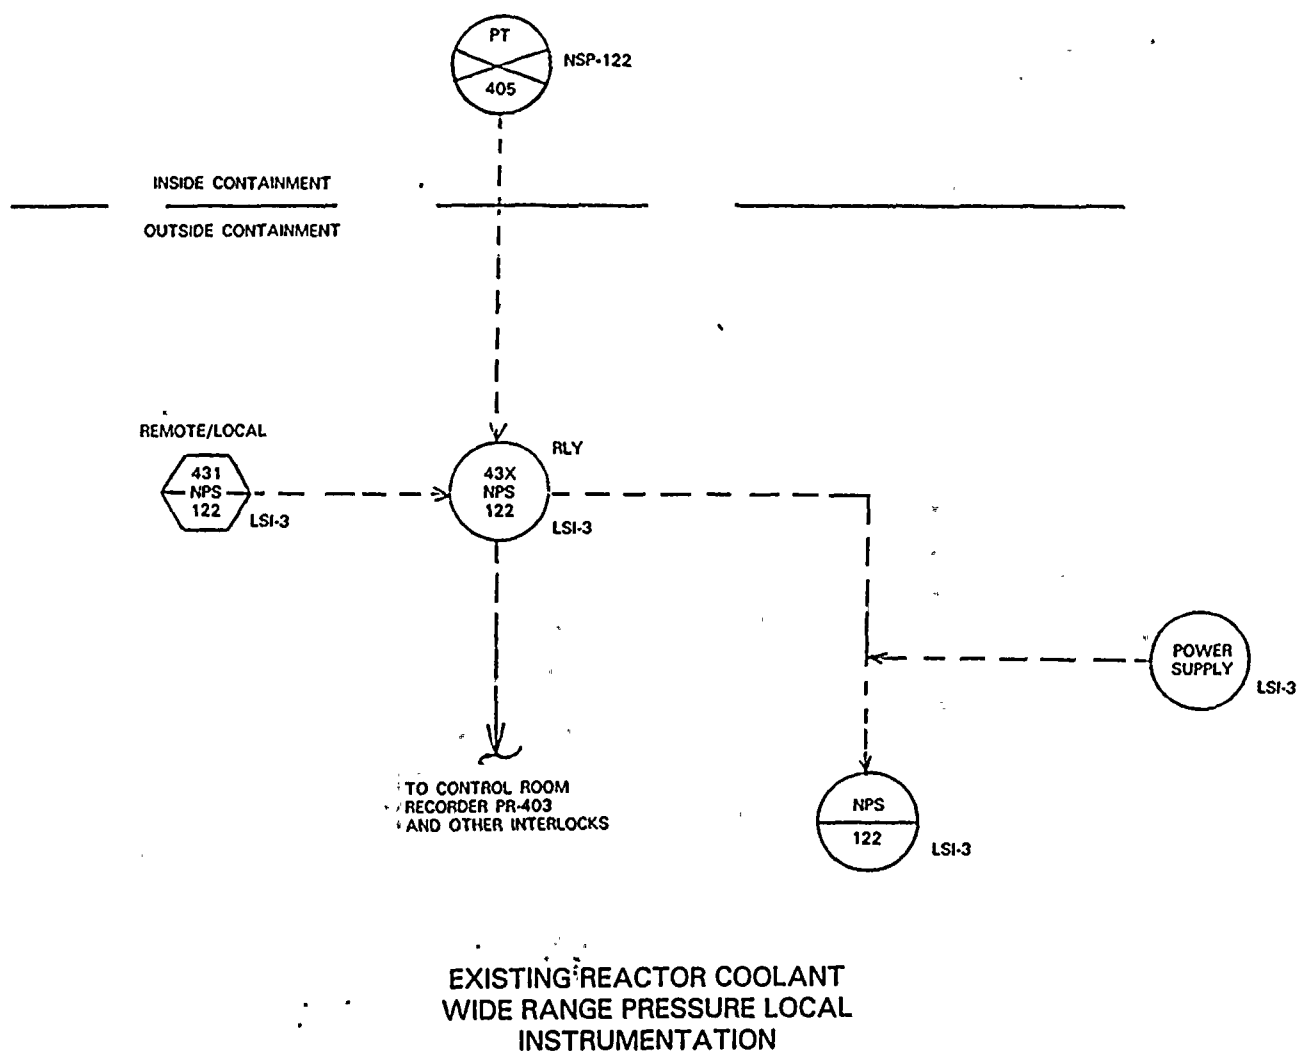 PT
405
NSP-122
INSIDE CONTAINMENT
OUTSIDE CONTAINMENT
REMOTE/LOCAL
431
NPS
122
LSI-3
RLY
43X
NPS
122
LSI-3
POWER
SUPPLY
LSI-3
TO CONTROL ROOM
RECORDER PR-403
AND OTHER INTERLOCKS
NPS
122
LSI-3
EXISTING REACTOR COOLANT
WIDE RANGE PRESSURE LOCAL
INSTRUMENTATION